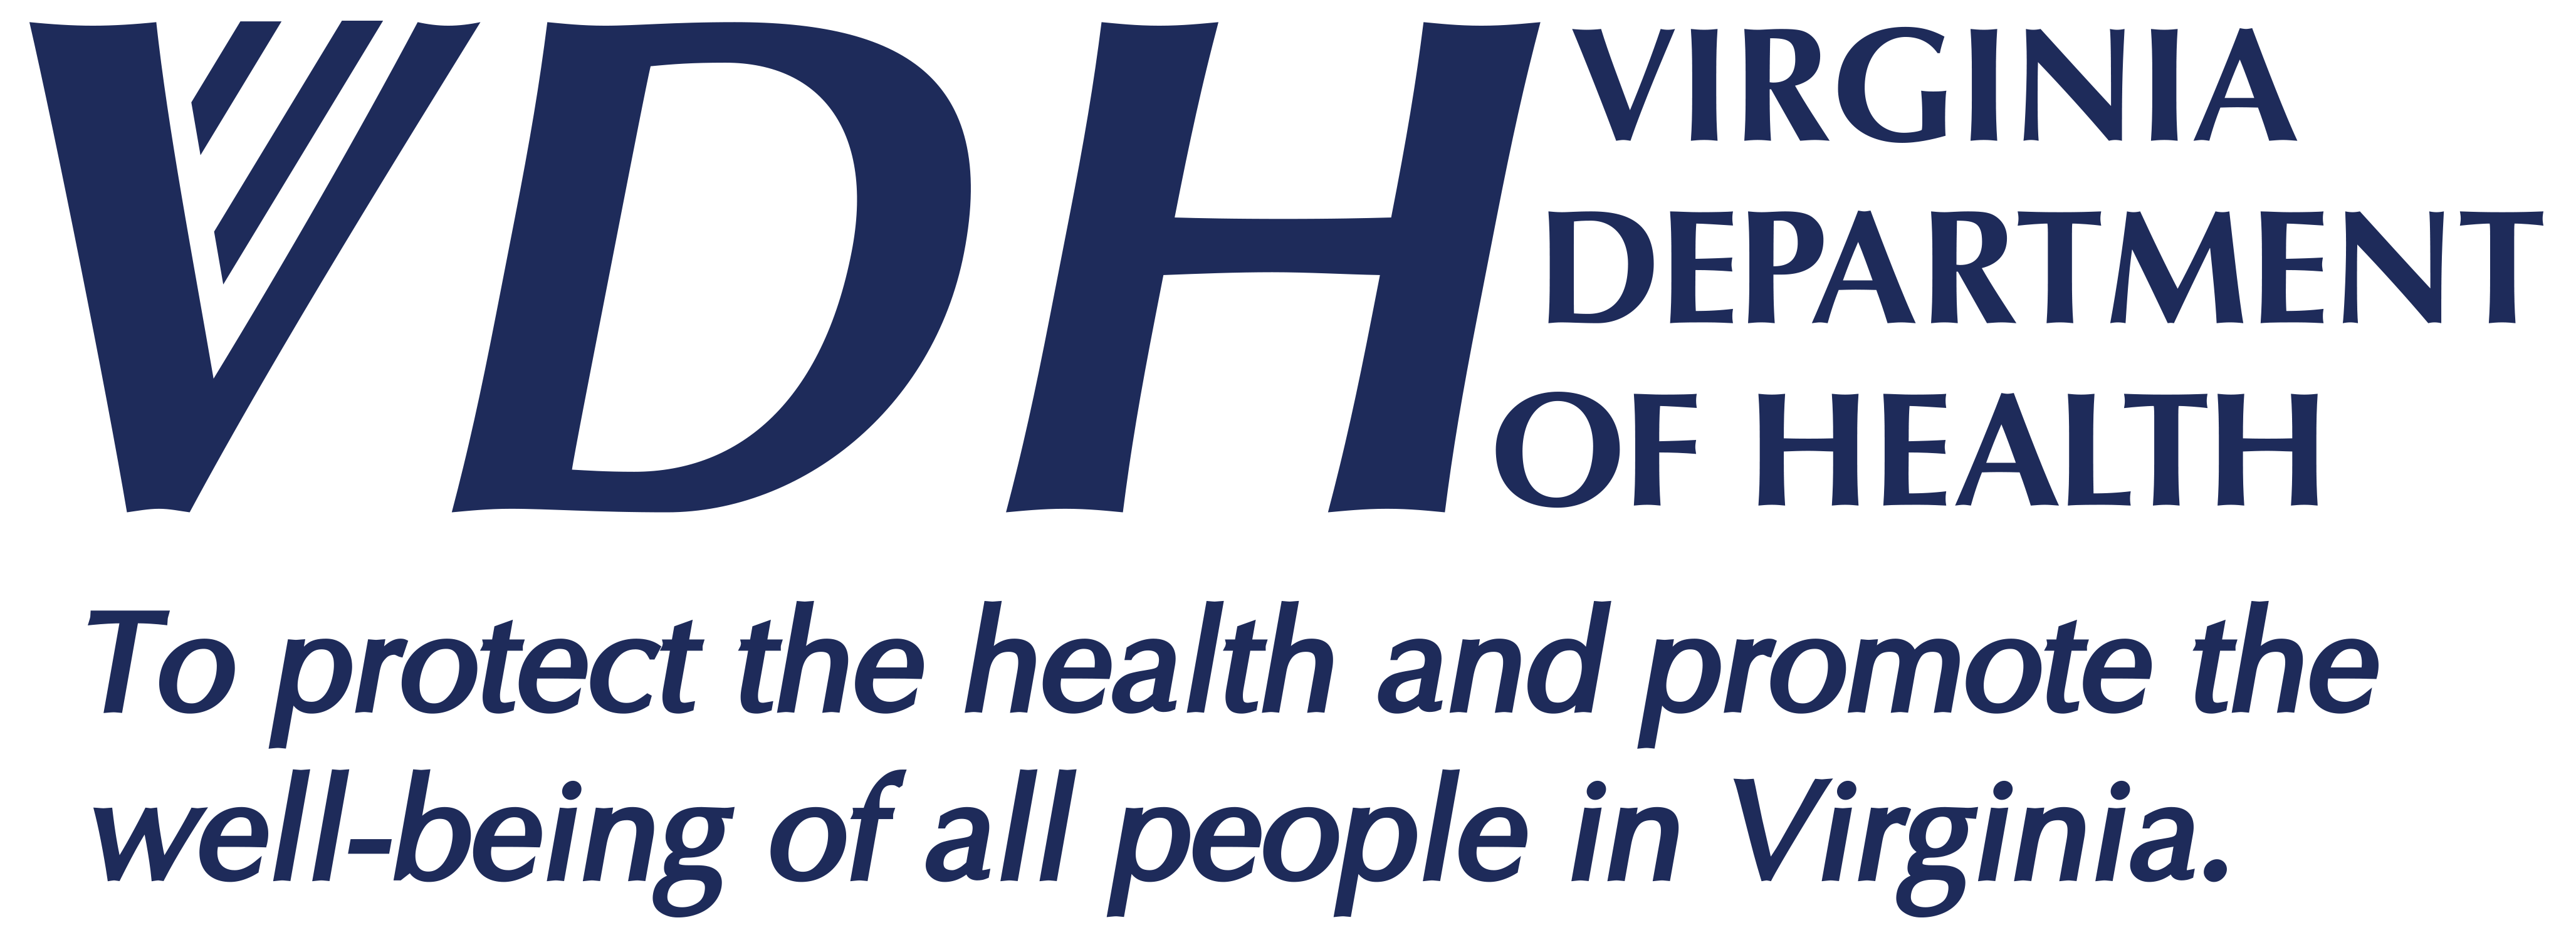 VDH
VIRGINIA
DEPARTMENT
OF HEALTH
To protect the health and promote the
well-being of all people in Virginia.